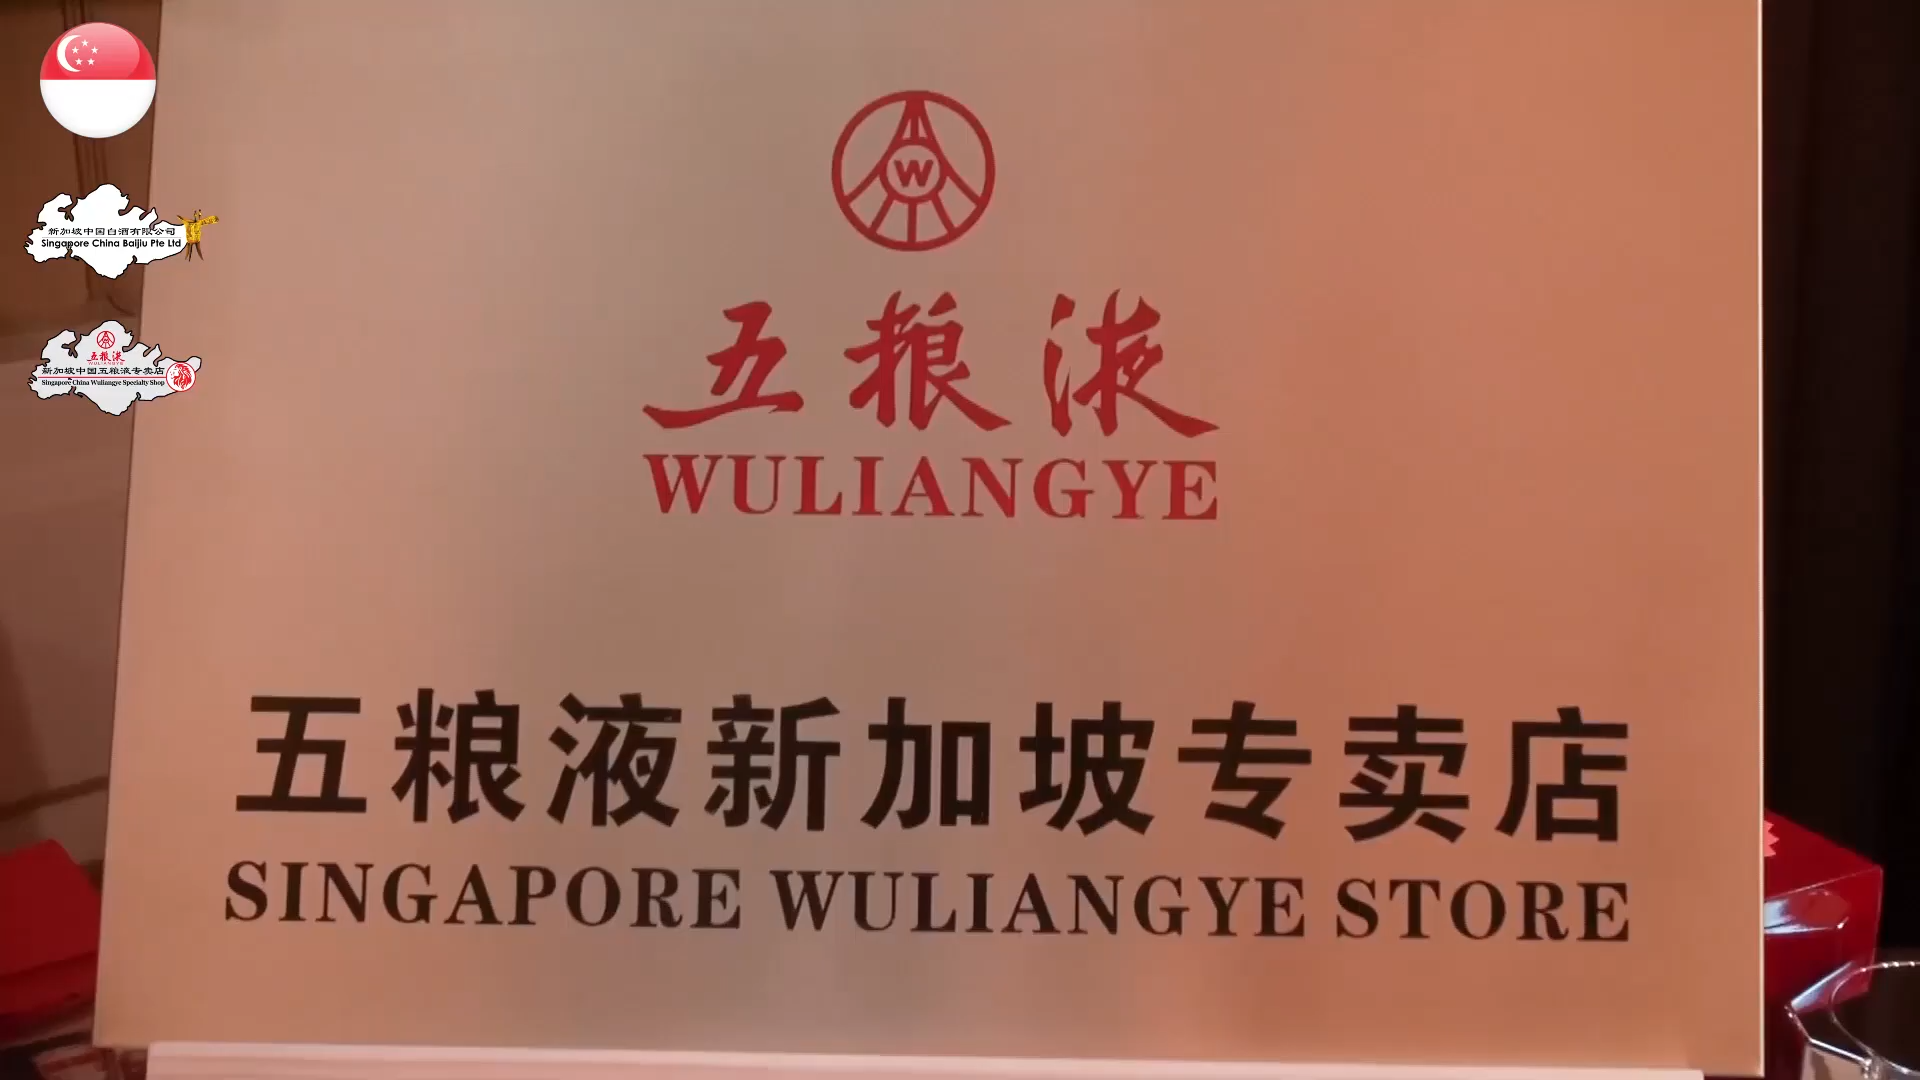 新加坡中国白酒有限公司
Singapore China Baijiu Pte Ltd
五粮液
WULIANGYE
新加坡中国五粮液专卖店
Singapore China Wuliangye Specialty Shop
W
五粮液
WULIANGYE
五粮液新加坡专卖店
SINGAPORE WULIANGYE STORE